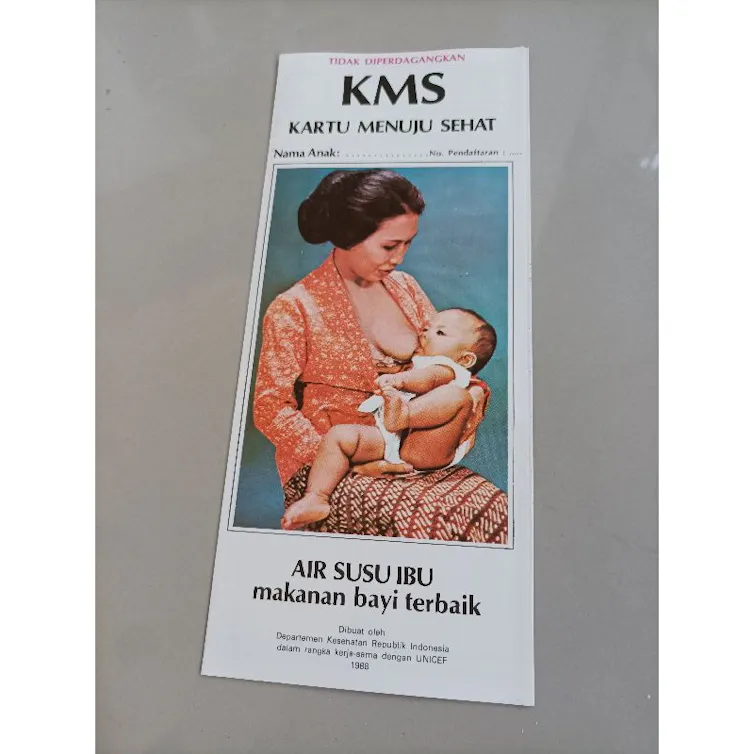 TIDAK DIPERDAGANGKAN
KMS
KARTU MENUJU SEHAT
Nama Anak: ................No. Pendaftaran : ....
AIR SUSU IBU
makanan bayi terbaik
Dibuat oleh
Departemen Kesehatan Republik Indonesia
dalam rangka kerja-sama dengan UNICEF
1988